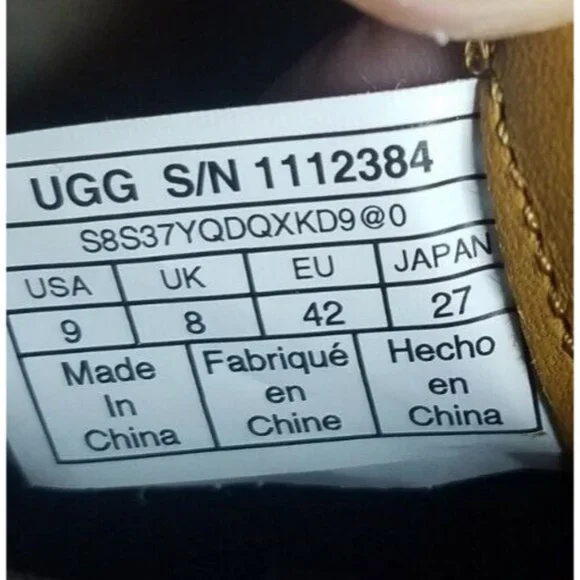 UGG S/N 1112384
S8S37YQDQXKD9@0
USA UK EU JAPAN
9 8 42 27
Made Fabriqué Hecho
In en en
China Chine China